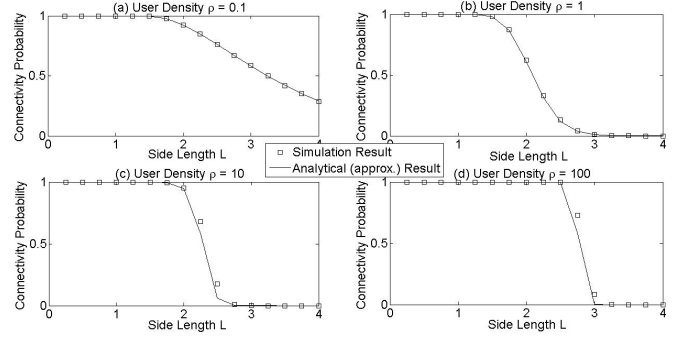 (a) User Density ρ = 0.1
Connectivity Probability
1
0.5
0
0 1 2 3 4
Side Length L
(b) User Density ρ = 1
Connectivity Probability
1
0.5
0
0 1 2 3 4
Side Length L
Simulation Result
Analytical (approx.) Result
(c) User Density ρ = 10
Connectivity Probability
1
0.5
0
0 1 2 3 4
Side Length L
(d) User Density ρ = 100
Connectivity Probability
1
0.5
0
0 1 2 3 4
Side Length L